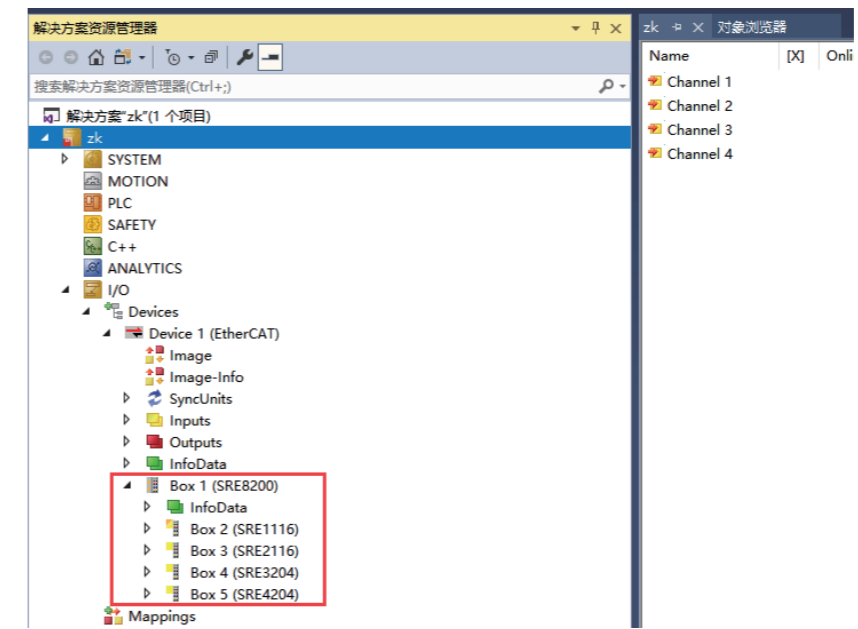 解决方案资源管理器
搜索解决方案资源管理器(Ctrl+;)
解决方案"zk"(1 个项目)
zk
SYSTEM
MOTION
PLC
SAFETY
C++
ANALYTICS
I/O
Devices
Device 1 (EtherCAT)
Image
Image-Info
SyncUnits
Inputs
Outputs
InfoData
Box 1 (SRE8200)
InfoData
Box 2 (SRE1116)
Box 3 (SRE2116)
Box 4 (SRE3204)
Box 5 (SRE4204)
Mappings
zk 对象浏览器
Name [X] Onli
Channel 1
Channel 2
Channel 3
Channel 4